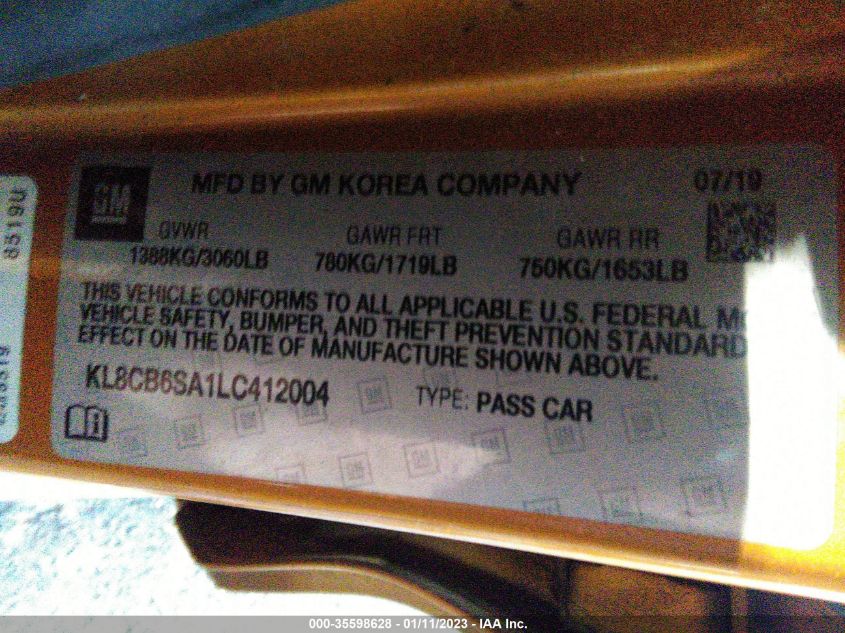 GM
MFD BY GM KOREA COMPANY
07/19
GVWR
GAWR FRT
GAWR RR
1388KG/3060LB
780KG/1719LB
750KG/1653LB
THIS VEHICLE CONFORMS TO ALL APPLICABLE U.S. FEDERAL
VEHICLE SAFETY, BUMPER, AND THEFT PREVENTION STANDARD
EFFECT ON THE DATE OF MANUFACTURE SHOWN ABOVE.
KL8CB6SA1LC412004
TYPE: PASS CAR
8519U
000-35598628 - 01/11/2023 - IAA Inc.